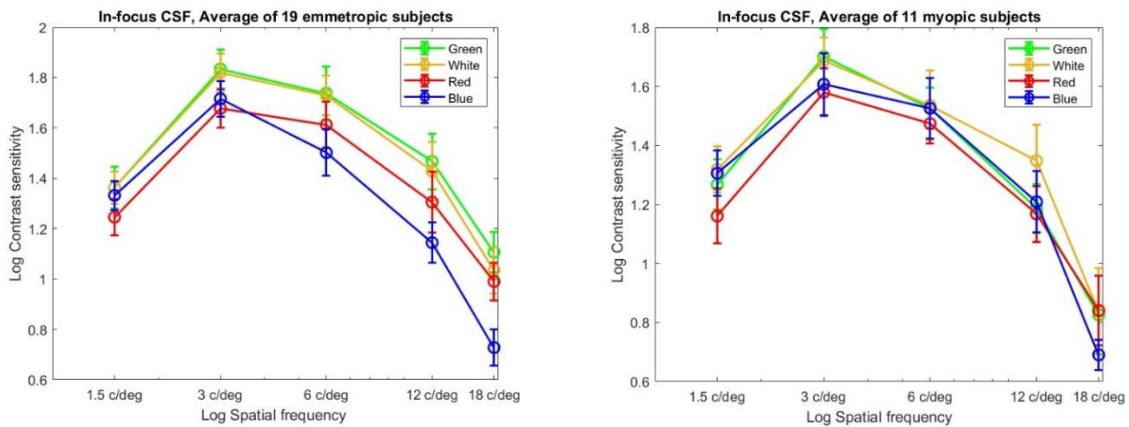 In-focus CSF, Average of 19 emmetropic subjects
2
1.8
1.6
1.4
1.2
1
0.8
0.6
Log Contrast sensitivity
Green
White
Red
Blue
1.5 c/deg
3 c/deg
6 c/deg
12 c/deg
18 c/deg
Log Spatial frequency
In-focus CSF, Average of 11 myopic subjects
1.8
1.6
1.4
1.2
1
0.8
0.6
Log Contrast sensitivity
Green
White
Red
Blue
1.5 c/deg
3 c/deg
6 c/deg
12 c/deg
18 c/deg
Log Spatial frequency